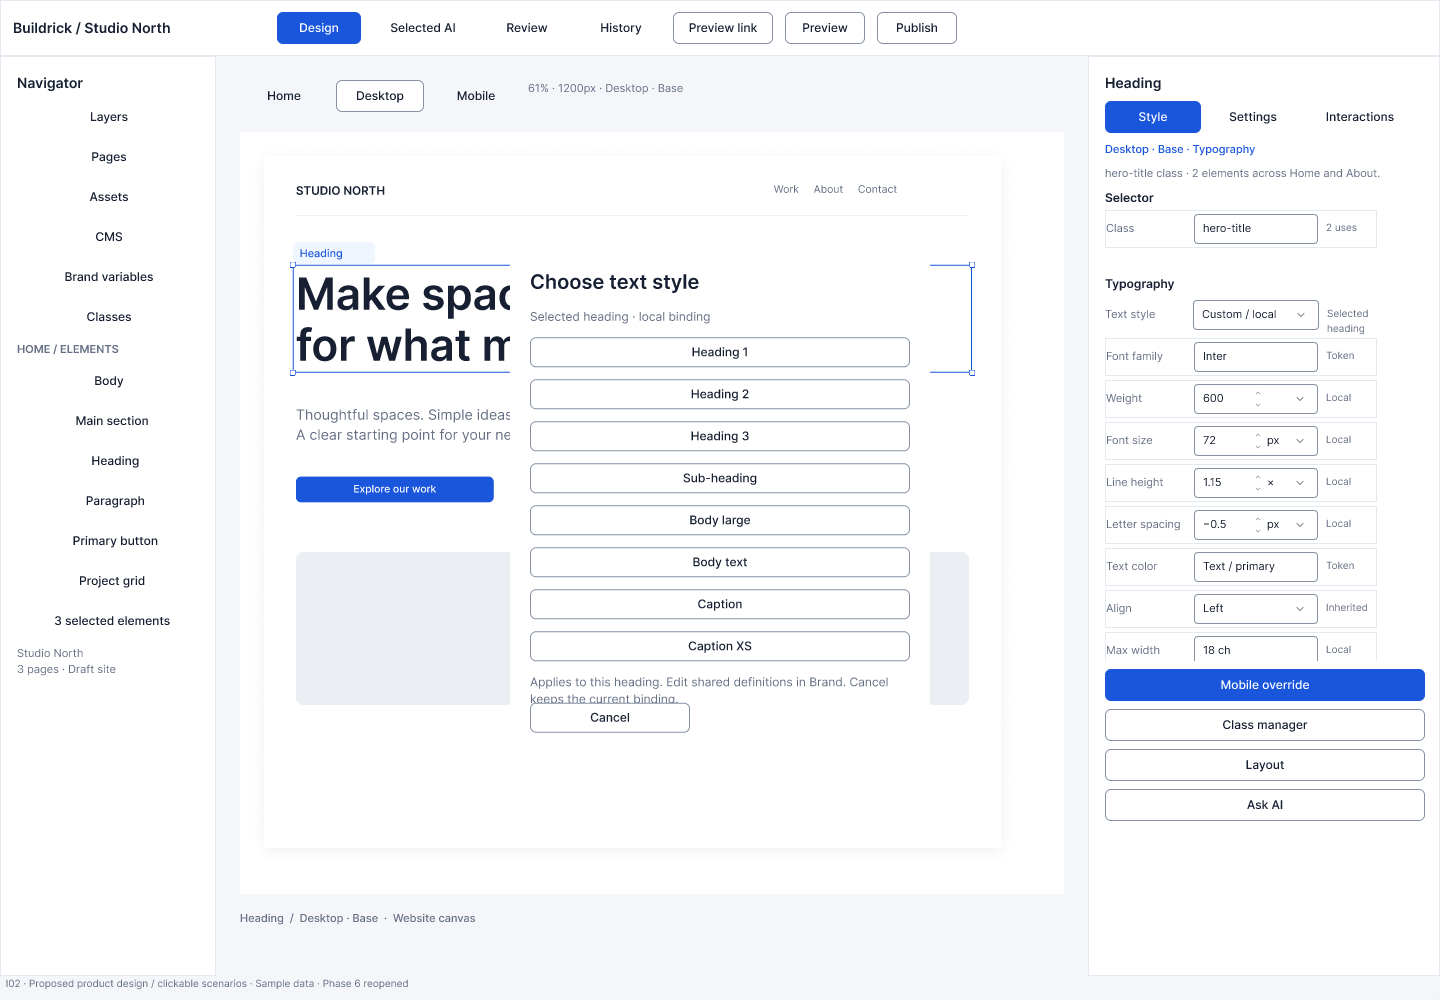 Buildrick / Studio North
Design
Selected AI
Review
History
Preview link
Preview
Publish
Navigator
Layers
Pages
Assets
CMS
Brand variables
Classes
HOME / ELEMENTS
Body
Main section
Heading
Paragraph
Primary button
Project grid
3 selected elements
Studio North
3 pages · Draft site
Home
Desktop
Mobile
61% · 1200px · Desktop · Base
STUDIO NORTH
Work
About
Contact
Heading
Make spac
for what m
Thoughtful spaces. Simple ideas
A clear starting point for your ne
Explore our work
Choose text style
Selected heading · local binding
Heading 1
Heading 2
Heading 3
Sub-heading
Body large
Body text
Caption
Caption XS
Applies to this heading. Edit shared definitions in Brand. Cancel
keeps the current binding.
Cancel
Heading / Desktop · Base · Website canvas
Heading
Style
Settings
Interactions
Desktop · Base · Typography
hero-title class · 2 elements across Home and About.
Selector
Class
hero-title
2 uses
Typography
Text style
Custom / local
Selected
heading
Font family
Inter
Token
Weight
600
Local
Font size
72
px
Local
Line height
1.15
×
Local
Letter spacing
−0.5
px
Local
Text color
Text / primary
Token
Align
Left
Inherited
Max width
18 ch
Local
Mobile override
Class manager
Layout
Ask AI
I02 · Proposed product design / clickable scenarios · Sample data · Phase 6 reopened